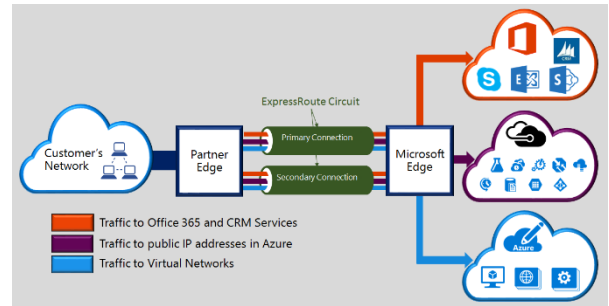 ExpressRoute Circuit
CRM
Customer's
Network
Partner
Edge
Primary Connection
Secondary Connection
Microsoft
Edge
Traffic to Office 365 and CRM Services
Traffic to public IP addresses in Azure
Traffic to Virtual Networks
Azure